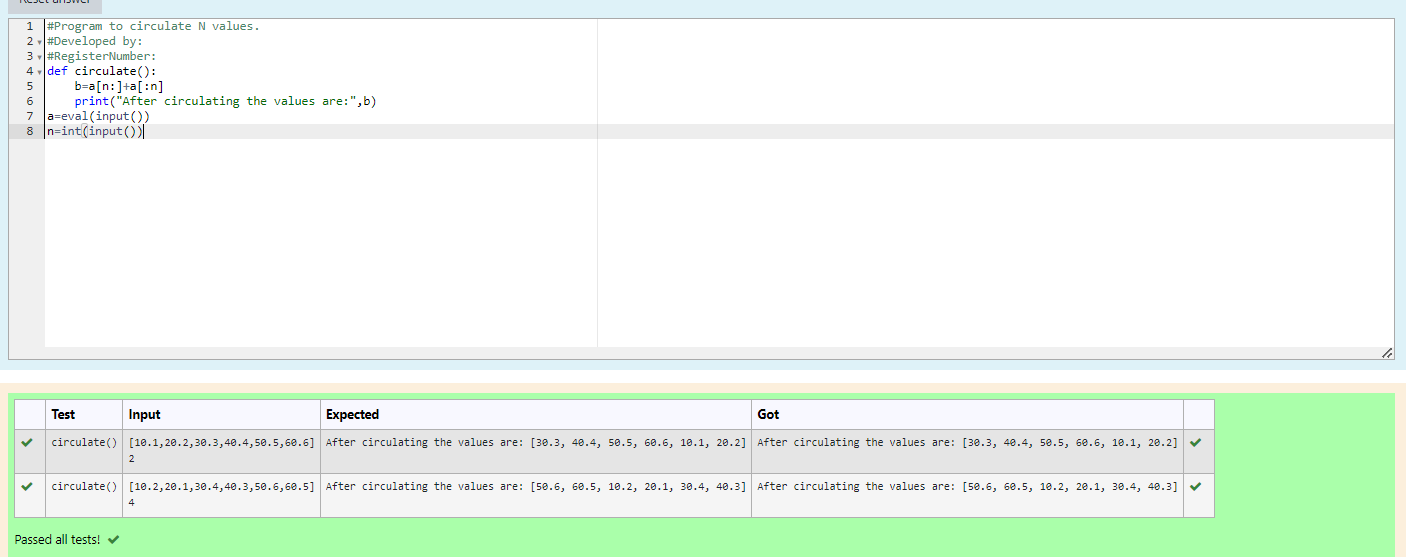 Reset answer
1 #Program to circulate N values.
2 #Developed by:
3 #RegisterNumber:
4 def circulate():
5     b=a[n:]+a[:n]
6     print("After circulating the values are:",b)
7 a=eval(input())
8 n=int(input())
Test Input Expected Got
circulate() [10.1,20.2,30.3,40.4,50.5,60.6] After circulating the values are: [30.3, 40.4, 50.5, 60.6, 10.1, 20.2] After circulating the values are: [30.3, 40.4, 50.5, 60.6, 10.1, 20.2]
2
circulate() [10.2,20.1,30.4,40.3,50.6,60.5] After circulating the values are: [50.6, 60.5, 10.2, 20.1, 30.4, 40.3] After circulating the values are: [50.6, 60.5, 10.2, 20.1, 30.4, 40.3]
4
Passed all tests!